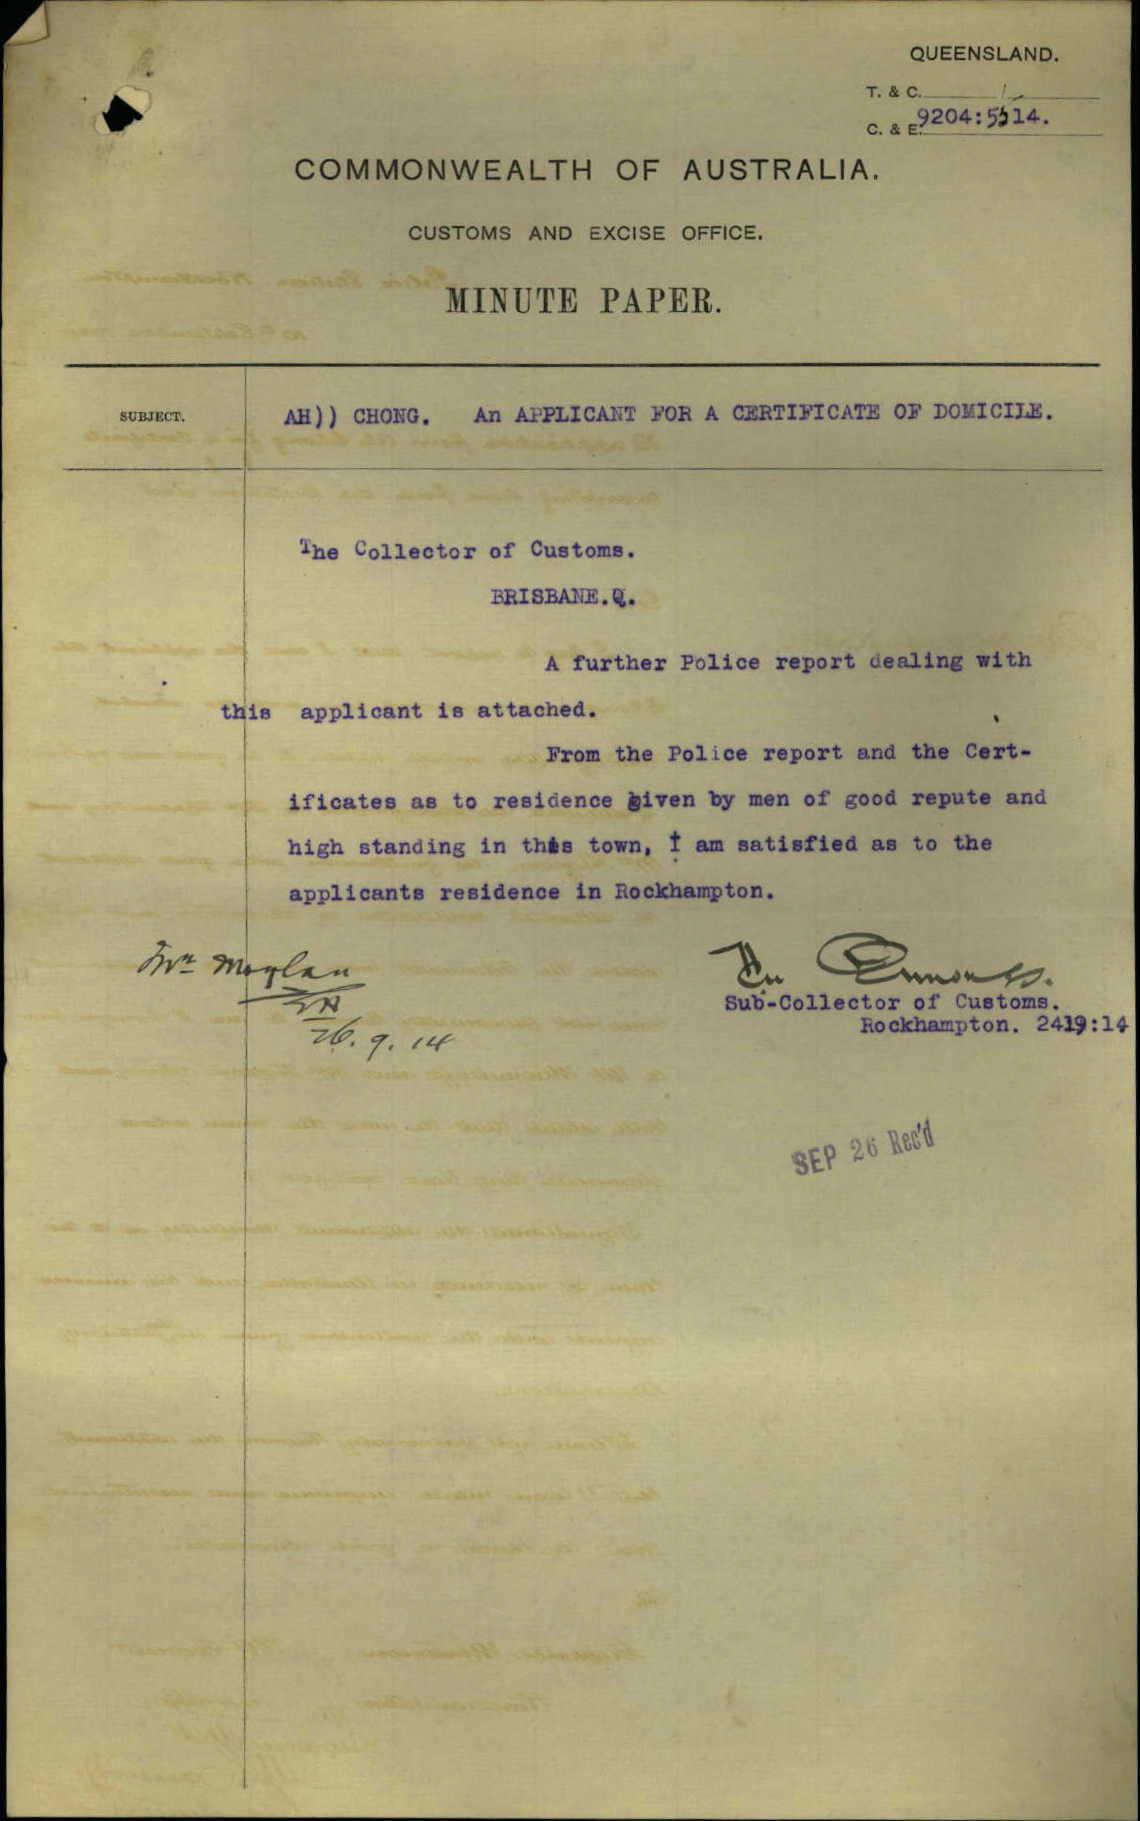 QUEENSLAND.
T. & C.
C. & E. 9204:5514.
COMMONWEALTH OF AUSTRALIA.
CUSTOMS AND EXCISE OFFICE.
MINUTE PAPER.
SUBJECT.
AH)) CHONG. An APPLICANT FOR A CERTIFICATE OF DOMICILE.
The Collector of Customs.
BRISBANE.Q.
A further Police report dealing with
this applicant is attached.
From the Police report and the Cert-
ificates as to residence given by men of good repute and
high standing in this town, I am satisfied as to the
applicants residence in Rockhampton.
Mr Moylan
26.9.14
Sub-Collector of Customs.
Rockhampton. 2419:14
SEP 26 Rec'd